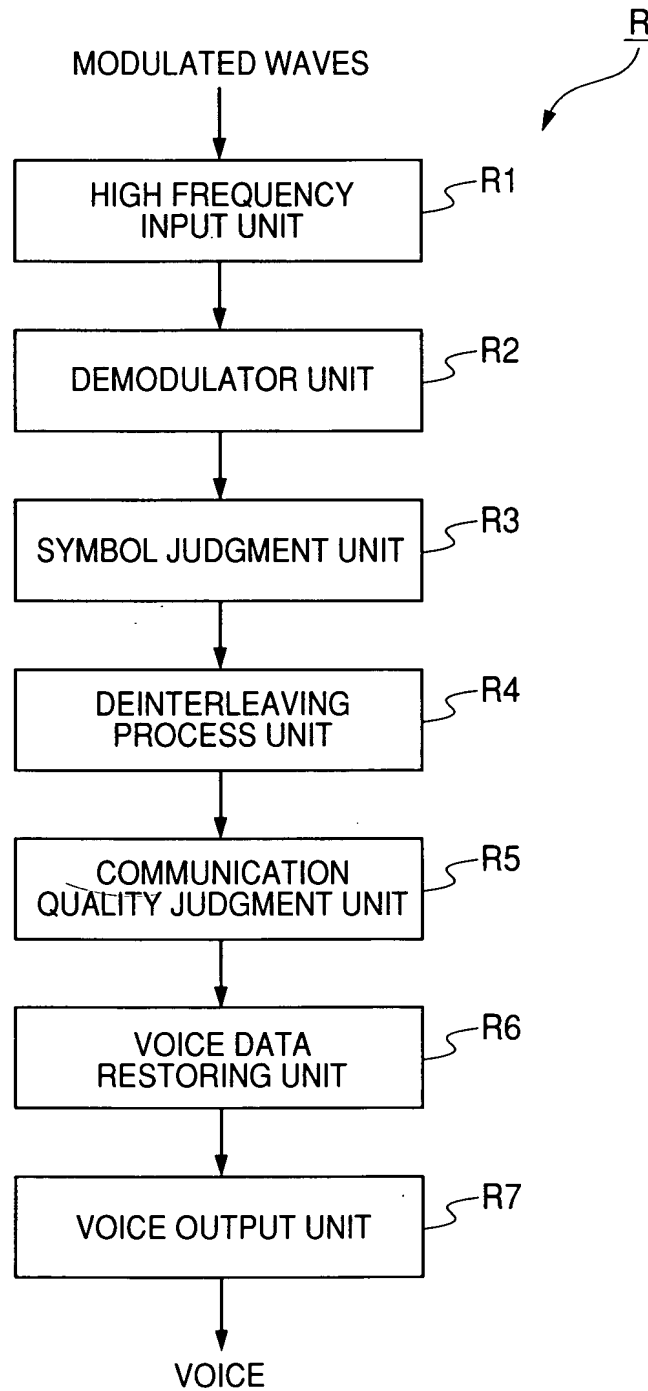 R
MODULATED WAVES
HIGH FREQUENCY
INPUT UNIT
R1
DEMODULATOR UNIT
R2
SYMBOL JUDGMENT UNIT
R3
DEINTERLEAVING
PROCESS UNIT
R4
COMMUNICATION
QUALITY JUDGMENT UNIT
R5
VOICE DATA
RESTORING UNIT
R6
VOICE OUTPUT UNIT
R7
VOICE